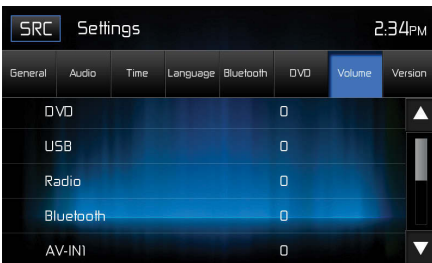 SRC Settings 2:34PM
General Audio Time Language Bluetooth DVD Volume Version
DVD 0
USB 0
Radio 0
Bluetooth 0
AV-IN1 0